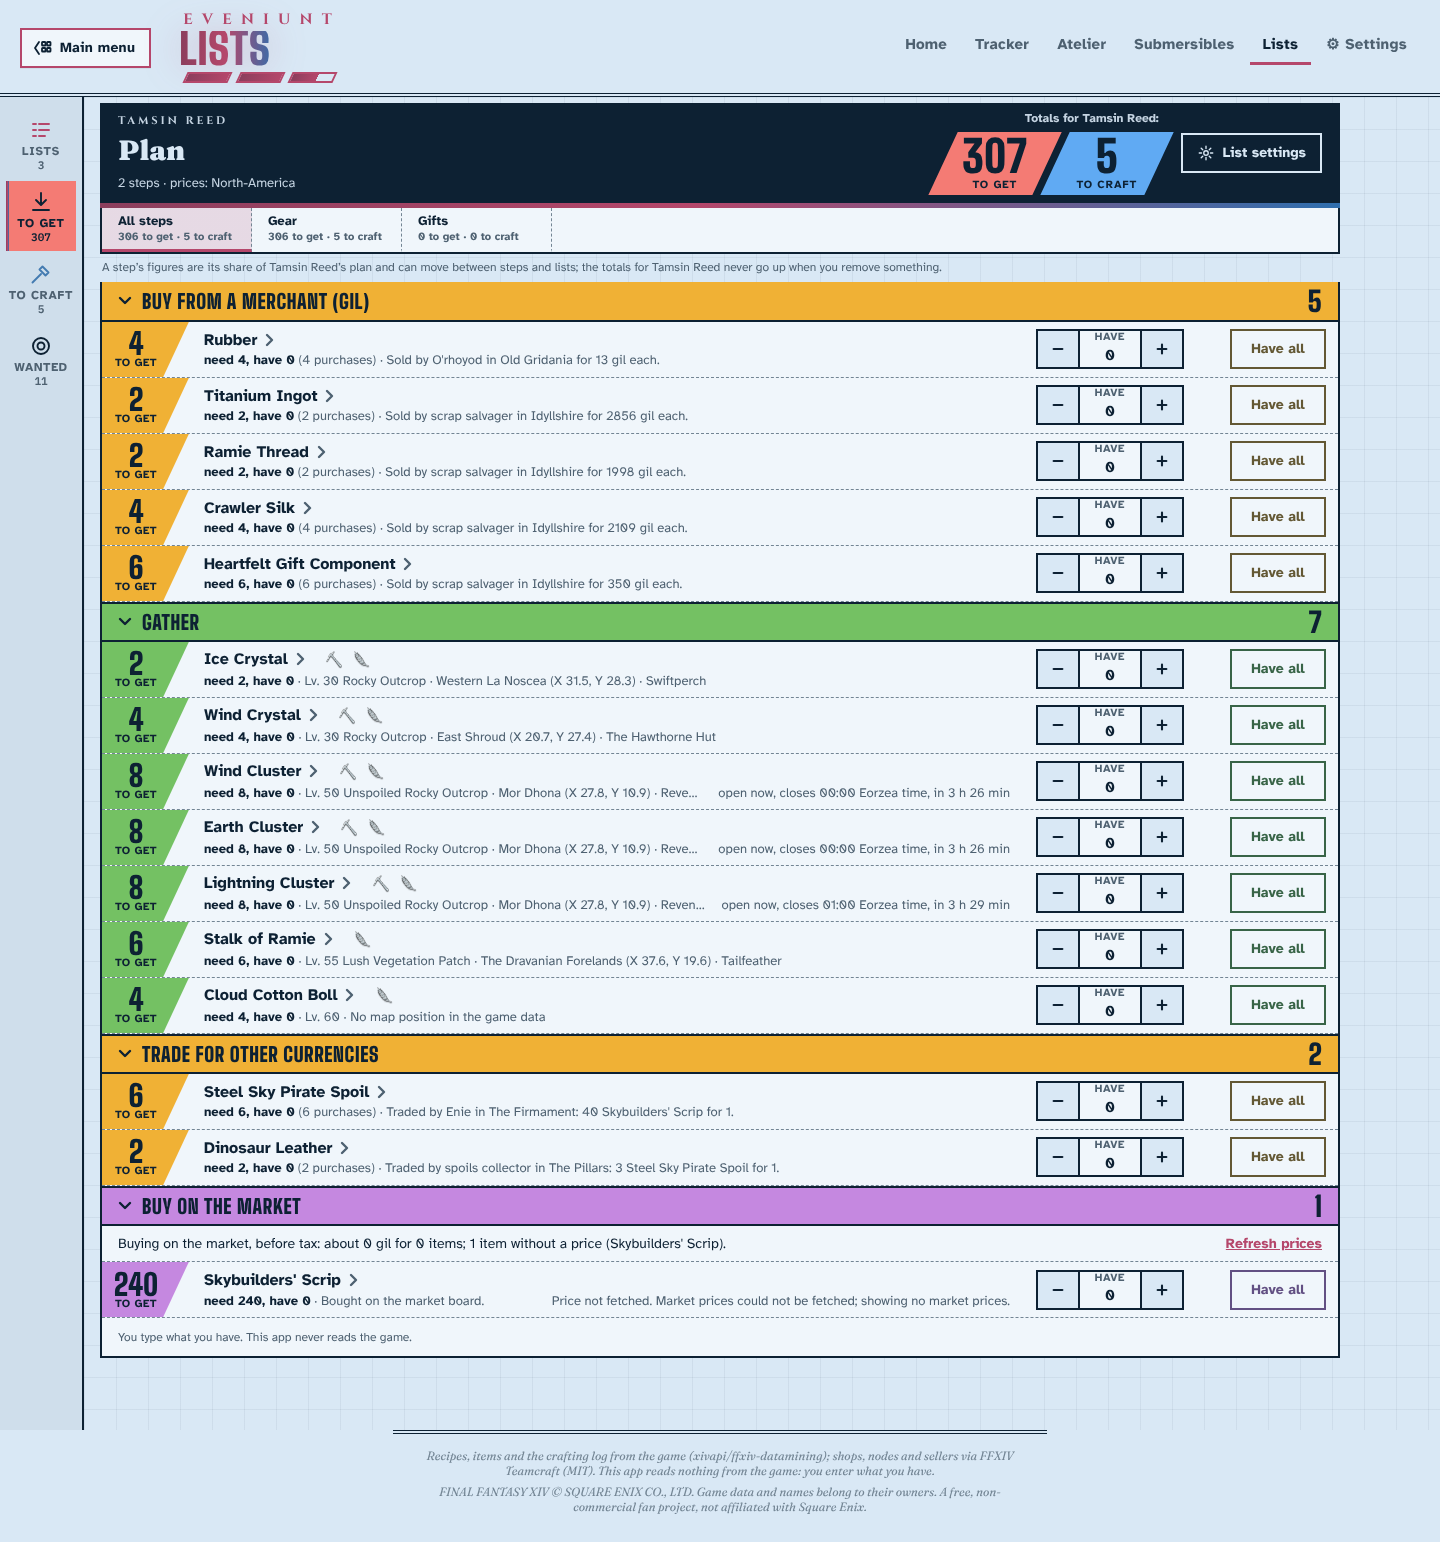 Main menu
EVENIUNT
LISTS
Home
Tracker
Atelier
Submersibles
Lists
Settings
LISTS
3
TO GET
307
TO CRAFT
5
WANTED
11
TAMSIN REED
Plan
2 steps · prices: North-America
Totals for Tamsin Reed:
307
TO GET
5
TO CRAFT
List settings
All steps
306 to get · 5 to craft
Gear
306 to get · 5 to craft
Gifts
0 to get · 0 to craft
A step's figures are its share of Tamsin Reed's plan and can move between steps and lists; the totals for Tamsin Reed never go up when you remove something.
BUY FROM A MERCHANT (GIL)
5
4
TO GET
Rubber
need 4, have 0 (4 purchases) · Sold by O'rhoyod in Old Gridania for 13 gil each.
− HAVE 0 +
Have all
2
TO GET
Titanium Ingot
need 2, have 0 (2 purchases) · Sold by scrap salvager in Idyllshire for 2856 gil each.
− HAVE 0 +
Have all
2
TO GET
Ramie Thread
need 2, have 0 (2 purchases) · Sold by scrap salvager in Idyllshire for 1998 gil each.
− HAVE 0 +
Have all
4
TO GET
Crawler Silk
need 4, have 0 (4 purchases) · Sold by scrap salvager in Idyllshire for 2109 gil each.
− HAVE 0 +
Have all
6
TO GET
Heartfelt Gift Component
need 6, have 0 (6 purchases) · Sold by scrap salvager in Idyllshire for 350 gil each.
− HAVE 0 +
Have all
GATHER
7
2
TO GET
Ice Crystal
need 2, have 0 · Lv. 30 Rocky Outcrop · Western La Noscea (X 31.5, Y 28.3) · Swiftperch
− HAVE 0 +
Have all
4
TO GET
Wind Crystal
need 4, have 0 · Lv. 30 Rocky Outcrop · East Shroud (X 20.7, Y 27.4) · The Hawthorne Hut
− HAVE 0 +
Have all
8
TO GET
Wind Cluster
need 8, have 0 · Lv. 50 Unspoiled Rocky Outcrop · Mor Dhona (X 27.8, Y 10.9) · Reve... open now, closes 00:00 Eorzea time, in 3 h 26 min
− HAVE 0 +
Have all
8
TO GET
Earth Cluster
need 8, have 0 · Lv. 50 Unspoiled Rocky Outcrop · Mor Dhona (X 27.8, Y 10.9) · Reve... open now, closes 00:00 Eorzea time, in 3 h 26 min
− HAVE 0 +
Have all
8
TO GET
Lightning Cluster
need 8, have 0 · Lv. 50 Unspoiled Rocky Outcrop · Mor Dhona (X 27.8, Y 10.9) · Reven... open now, closes 01:00 Eorzea time, in 3 h 29 min
− HAVE 0 +
Have all
6
TO GET
Stalk of Ramie
need 6, have 0 · Lv. 55 Lush Vegetation Patch · The Dravanian Forelands (X 37.6, Y 19.6) · Tailfeather
− HAVE 0 +
Have all
4
TO GET
Cloud Cotton Boll
need 4, have 0 · Lv. 60 · No map position in the game data
− HAVE 0 +
Have all
TRADE FOR OTHER CURRENCIES
2
6
TO GET
Steel Sky Pirate Spoil
need 6, have 0 (6 purchases) · Traded by Enie in The Firmament: 40 Skybuilders' Scrip for 1.
− HAVE 0 +
Have all
2
TO GET
Dinosaur Leather
need 2, have 0 (2 purchases) · Traded by spoils collector in The Pillars: 3 Steel Sky Pirate Spoil for 1.
− HAVE 0 +
Have all
BUY ON THE MARKET
1
Buying on the market, before tax: about 0 gil for 0 items; 1 item without a price (Skybuilders' Scrip).
Refresh prices
240
TO GET
Skybuilders' Scrip
need 240, have 0 · Bought on the market board. Price not fetched. Market prices could not be fetched; showing no market prices.
− HAVE 0 +
Have all
You type what you have. This app never reads the game.
Recipes, items and the crafting log from the game (xivapi/ffxiv-datamining); shops, nodes and sellers via FFXIV
Teamcraft (MIT). This app reads nothing from the game: you enter what you have.
FINAL FANTASY XIV © SQUARE ENIX CO., LTD. Game data and names belong to their owners. A free, non-
commercial fan project, not affiliated with Square Enix.